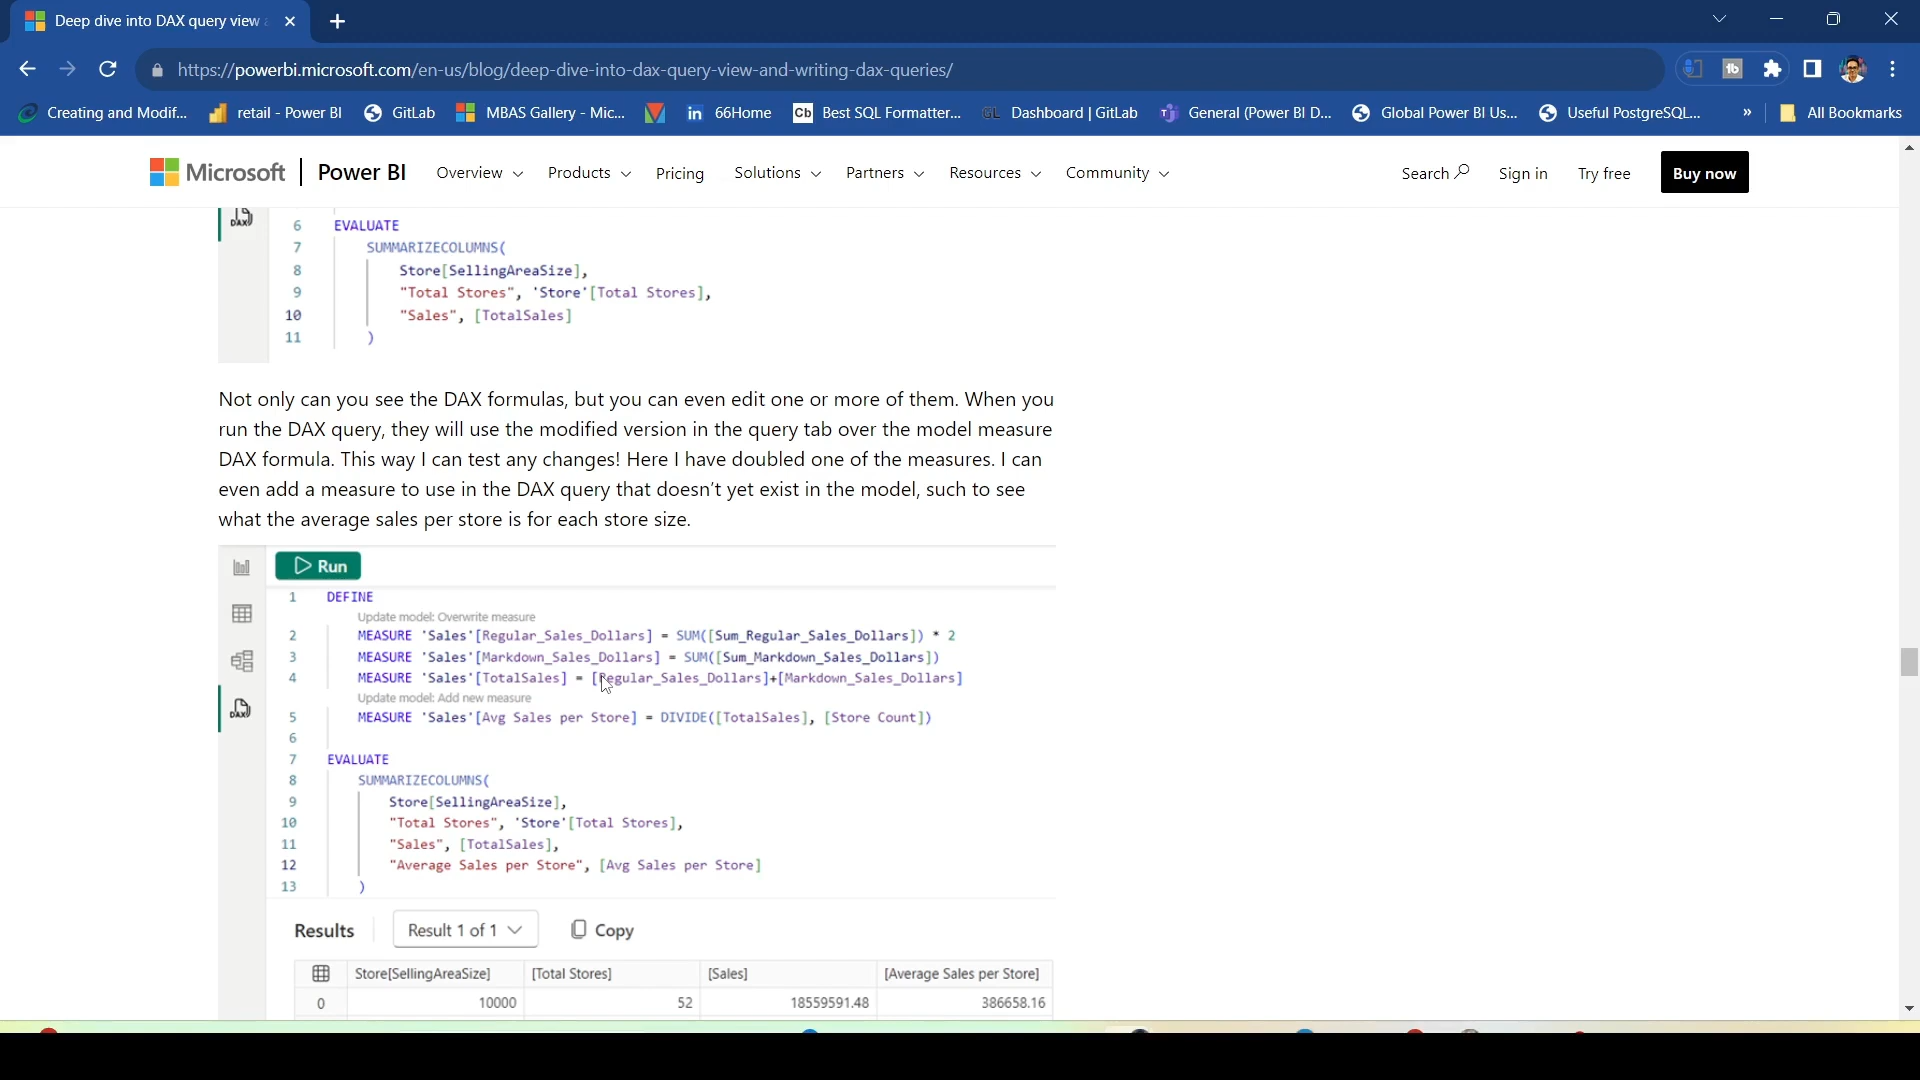 Deep dive into DAX query view a
https://powerbi.microsoft.com/en-us/blog/deep-dive-into-dax-query-view-and-writing-dax-queries/
Creating and Modif... retail - Power BI GitLab MBAS Gallery - Mic... in 66Home Cb Best SQL Formatter... GL Dashboard | GitLab General (Power BI D... Global Power BI Us... Useful PostgreSQL... » All Bookmarks
Microsoft Power BI Overview Products Pricing Solutions Partners Resources Community Search Sign in Try free Buy now
DAX
6 EVALUATE
7 SUMMARIZECOLUMNS(
8 Store[SellingAreaSize],
9 "Total Stores", 'Store'[Total Stores],
10 "Sales", [TotalSales]
11 )
Not only can you see the DAX formulas, but you can even edit one or more of them. When you
run the DAX query, they will use the modified version in the query tab over the model measure
DAX formula. This way I can test any changes! Here I have doubled one of the measures. I can
even add a measure to use in the DAX query that doesn't yet exist in the model, such to see
what the average sales per store is for each store size.
Run
1 DEFINE
Update model: Overwrite measure
2 MEASURE 'Sales'[Regular_Sales_Dollars] = SUM([Sum_Regular_Sales_Dollars]) * 2
3 MEASURE 'Sales'[Markdown_Sales_Dollars] = SUM([Sum_Markdown_Sales_Dollars])
4 MEASURE 'Sales'[TotalSales] = [Regular_Sales_Dollars]+[Markdown_Sales_Dollars]
Update model: Add new measure
DAX
5 MEASURE 'Sales'[Avg Sales per Store] = DIVIDE([TotalSales], [Store Count])
6
7 EVALUATE
8 SUMMARIZECOLUMNS(
9 Store[SellingAreaSize],
10 "Total Stores", 'Store'[Total Stores],
11 "Sales", [TotalSales],
12 "Average Sales per Store", [Avg Sales per Store]
13 )
Results Result 1 of 1 Copy
Store[SellingAreaSize] [Total Stores] [Sales] [Average Sales per Store]
0 10000 52 18559591.48 386658.16